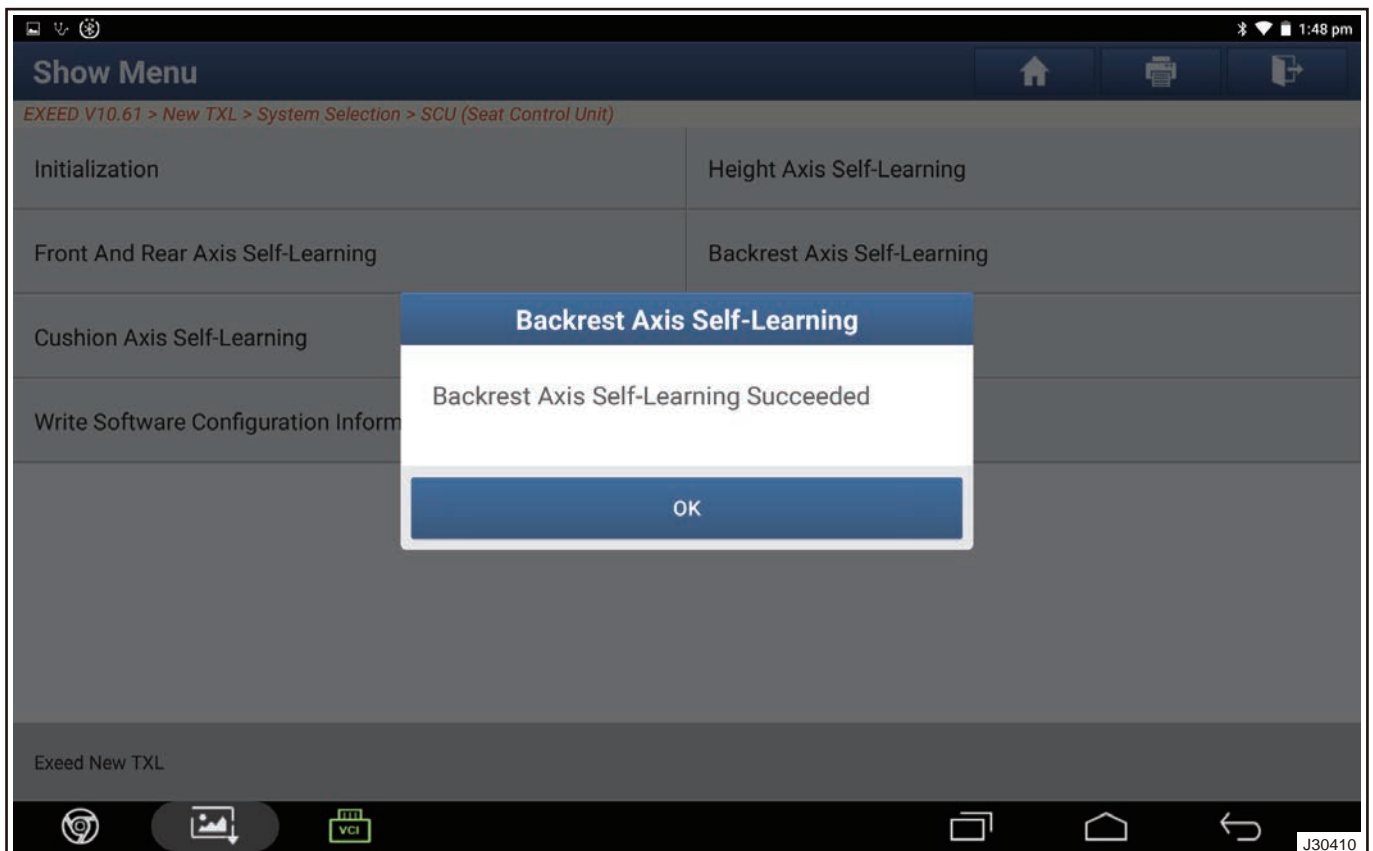 1:48 pm
Show Menu
EXEED V10.61 > New TXL > System Selection > SCU (Seat Control Unit)
Initialization
Height Axis Self-Learning
Front And Rear Axis Self-Learning
Backrest Axis Self-Learning
Cushion Axis Self-Learning
Backrest Axis Self-Learning
Backrest Axis Self-Learning Succeeded
Write Software Configuration Inform
OK
Exeed New TXL
VCI
J30410